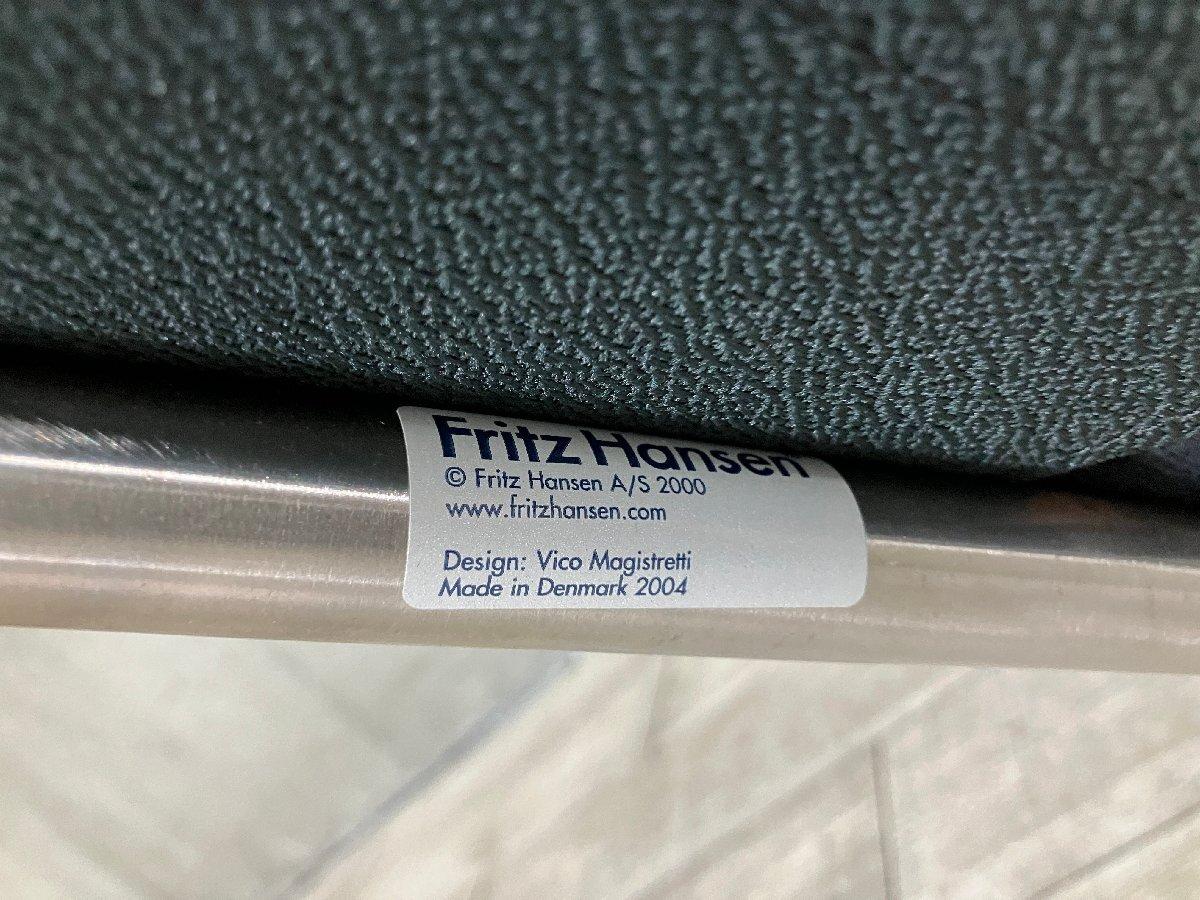 Fritz Hansen
© Fritz Hansen A/S 2000
www.fritzhansen.com
Design: Vico Magistretti
Made in Denmark 2004